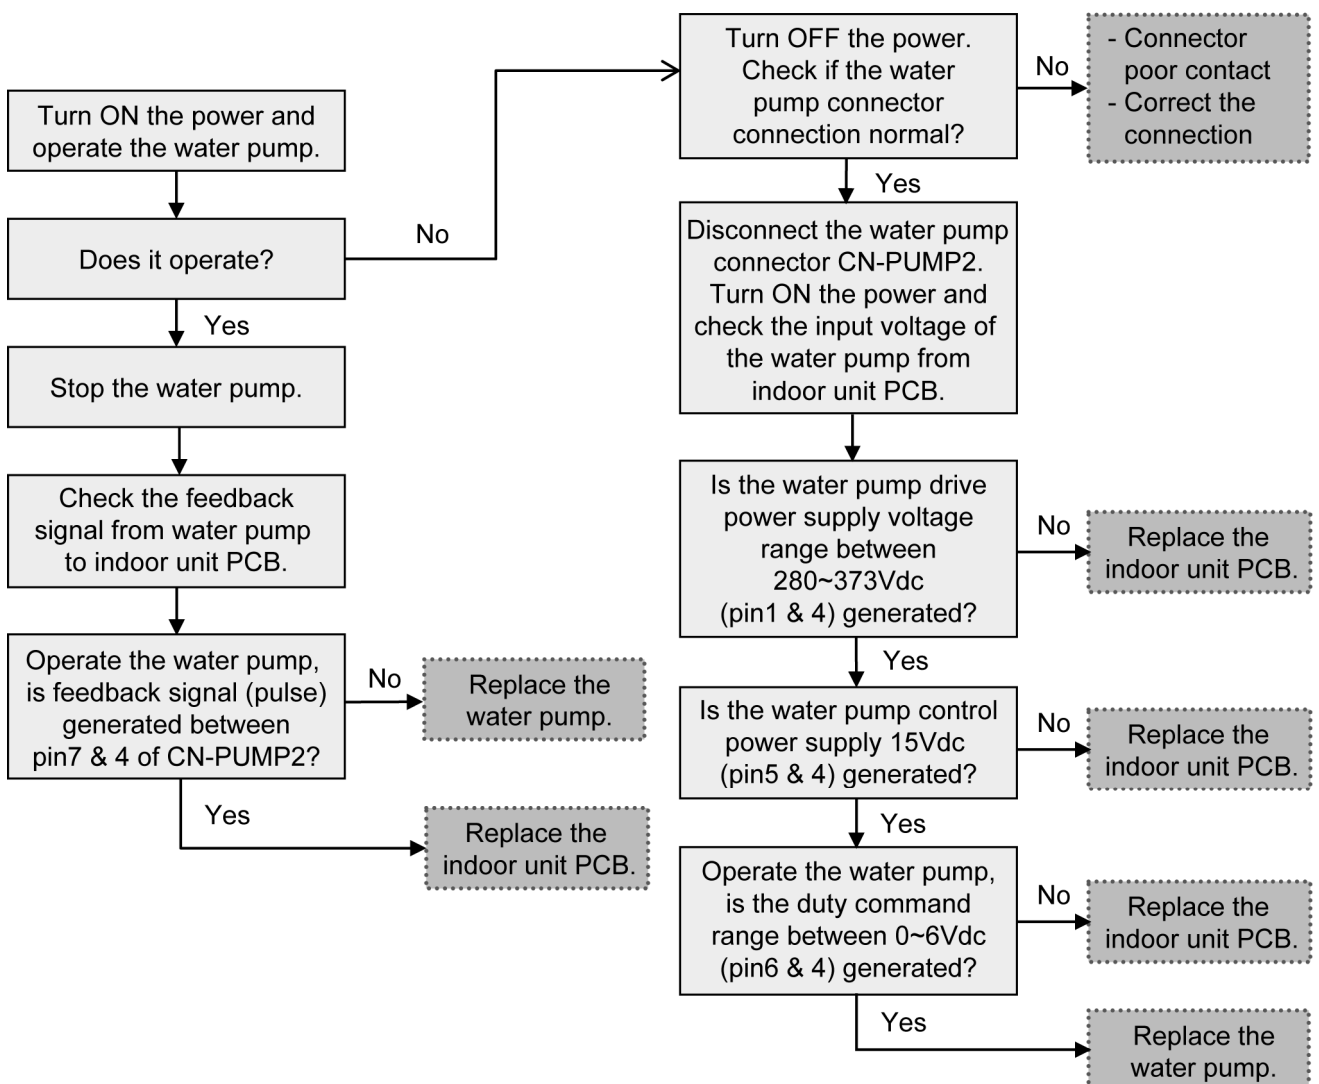 Turn ON the power and
operate the water pump.
Does it operate?
No
Yes
Stop the water pump.
Check the feedback
signal from water pump
to indoor unit PCB.
Operate the water pump,
is feedback signal (pulse)
generated between
pin7 & 4 of CN-PUMP2?
No
Replace the
water pump.
Yes
Replace the
indoor unit PCB.
Turn OFF the power.
Check if the water
pump connector
connection normal?
No
- Connector
poor contact
- Correct the
connection
Yes
Disconnect the water pump
connector CN-PUMP2.
Turn ON the power and
check the input voltage of
the water pump from
indoor unit PCB.
Is the water pump drive
power supply voltage
range between
280~373Vdc
(pin1 & 4) generated?
No
Replace the
indoor unit PCB.
Yes
Is the water pump control
power supply 15Vdc
(pin5 & 4) generated?
No
Replace the
indoor unit PCB.
Yes
Operate the water pump,
is the duty command
range between 0~6Vdc
(pin6 & 4) generated?
No
Replace the
indoor unit PCB.
Yes
Replace the
water pump.